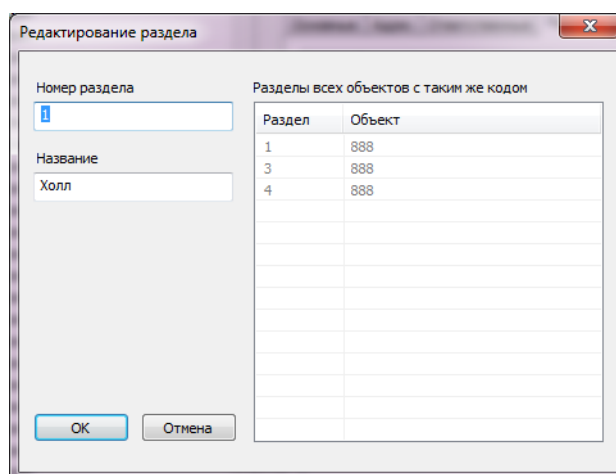 Редактирование раздела
Номер раздела
1
Название
Холл
Разделы всех объектов с таким же кодом
Раздел Объект
1 888
3 888
4 888
OK Отмена